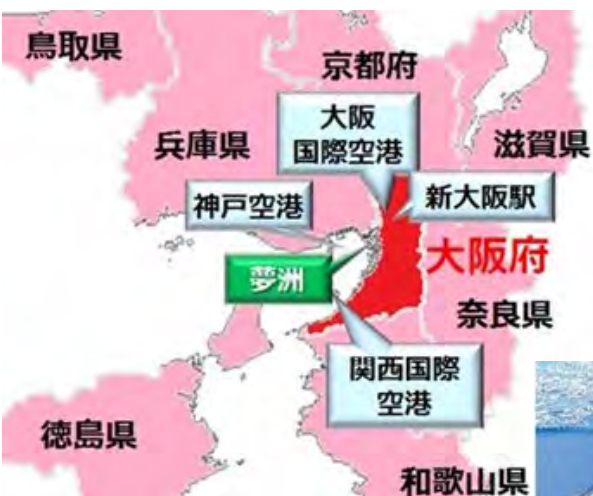 鳥取県
京都府
大阪
国際空港
兵庫県
滋賀県
神戸空港
新大阪駅
大阪府
夢洲
奈良県
関西国際
空港
徳島県
和歌山県